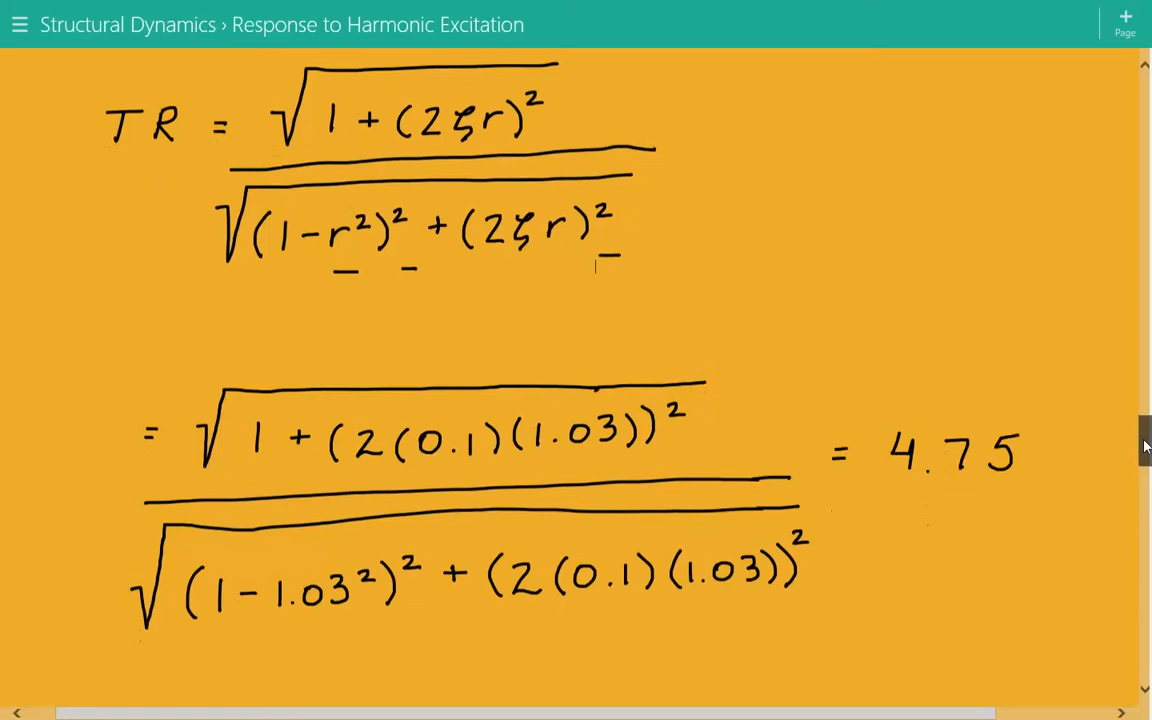 Structural Dynamics › Response to Harmonic Excitation
Page
TR = √(1 + (2ζr)²) / √((1-r²)² + (2ζr)²)
= √(1 + (2(0.1)(1.03))²) / √((1-1.03²)² + (2(0.1)(1.03))²) = 4.75